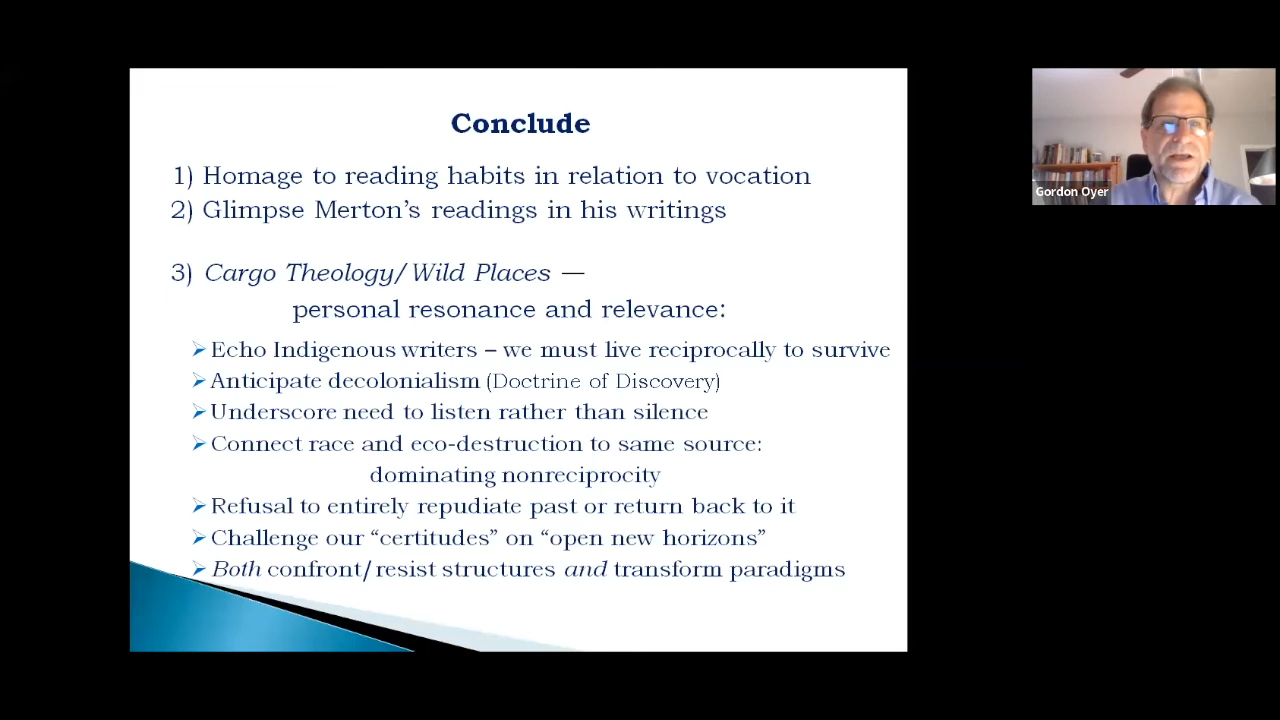 Conclude
1) Homage to reading habits in relation to vocation
2) Glimpse Merton’s readings in his writings
3) Cargo Theology/Wild Places —
personal resonance and relevance:
➢Echo Indigenous writers – we must live reciprocally to survive
➢Anticipate decolonialism (Doctrine of Discovery)
➢Underscore need to listen rather than silence
➢Connect race and eco-destruction to same source:
dominating nonreciprocity
➢Refusal to entirely repudiate past or return back to it
➢Challenge our “certitudes” on “open new horizons”
➢Both confront/resist structures and transform paradigms
Gordon Oyer